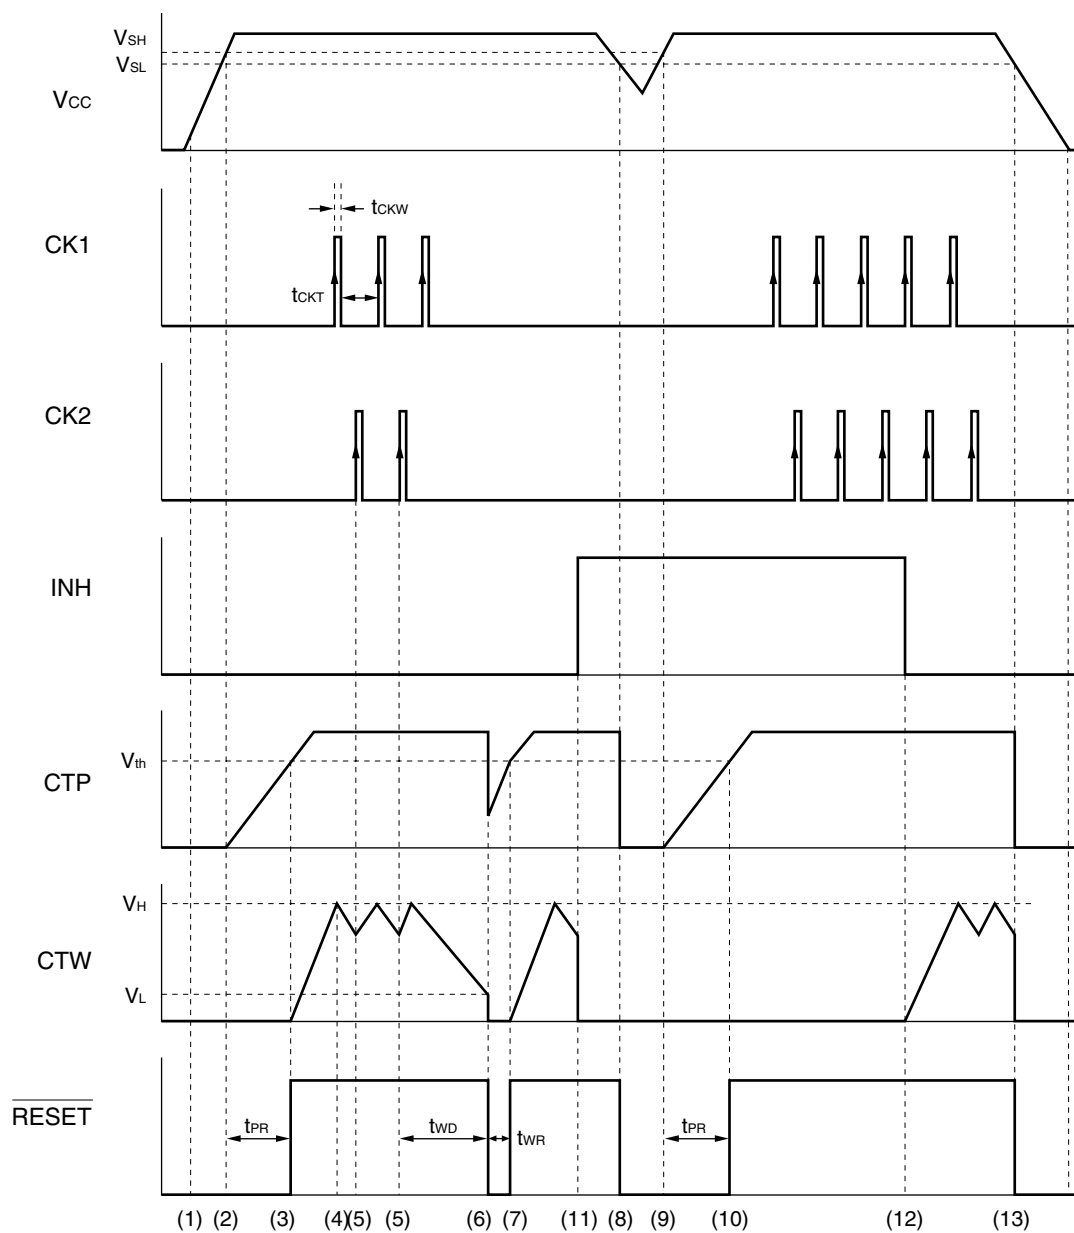 VSH
VSL
VCC
CK1
tCKW
tCKT
CK2
INH
Vth
CTP
VH
CTW
VL
RESET
tPR
tWD
tWR
tPR
(1) (2) (3) (4) (5) (5) (6) (7) (11) (8) (9) (10) (12) (13)